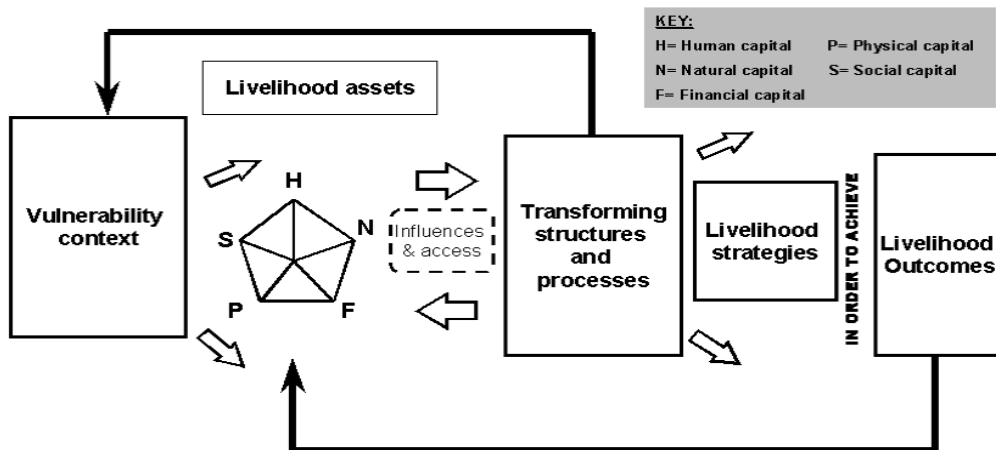 KEY:
H= Human capital P= Physical capital
N= Natural capital S= Social capital
F= Financial capital
Livelihood assets
Vulnerability
context
H
S
N
P
F
Influences
& access
Transforming
structures
and
processes
Livelihood
strategies
IN ORDER TO ACHIEVE
Livelihood
Outcomes